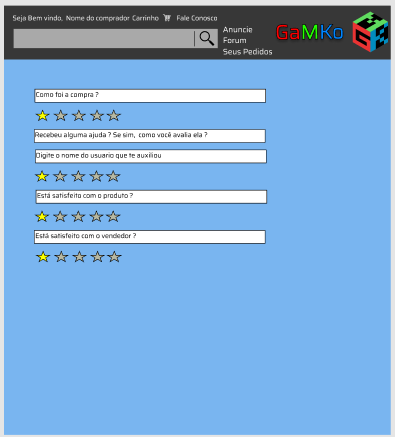 Seja Bem vindo, Nome do comprador Carrinho Fale Conosco
Anuncie
Forum
Seus Pedidos
GaMKo
Como foi a compra ?
Recebeu alguma ajuda ? Se sim, como você avalia ela ?
Digite o nome do usuario que te auxiliou
Está satisfeito com o produto ?
Está satisfeito com o vendedor ?